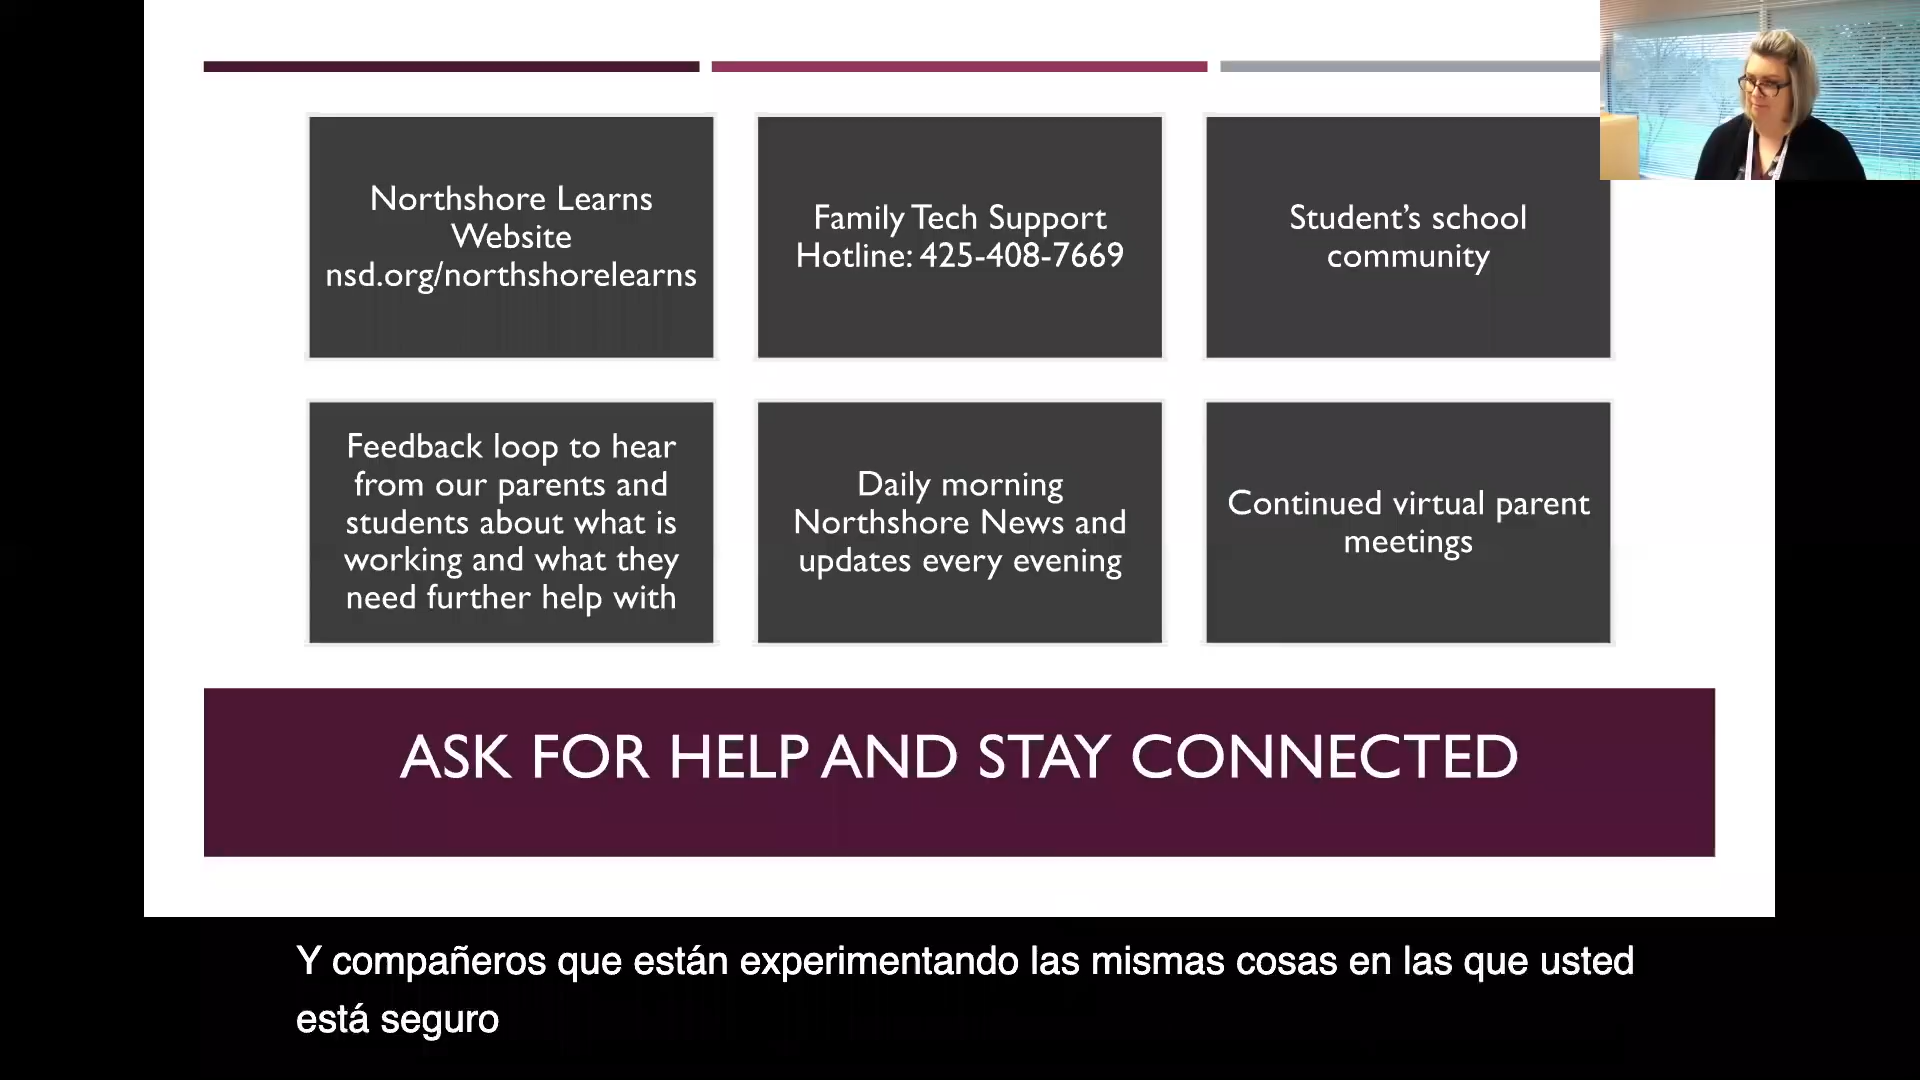 Northshore Learns
Website
nsd.org/northshorelearns
Family Tech Support
Hotline: 425-408-7669
Student’s school
community
Feedback loop to hear
from our parents and
students about what is
working and what they
need further help with
Daily morning
Northshore News and
updates every evening
Continued virtual parent
meetings
ASK FOR HELP AND STAY CONNECTED
Y compañeros que están experimentando las mismas cosas en las que usted
está seguro